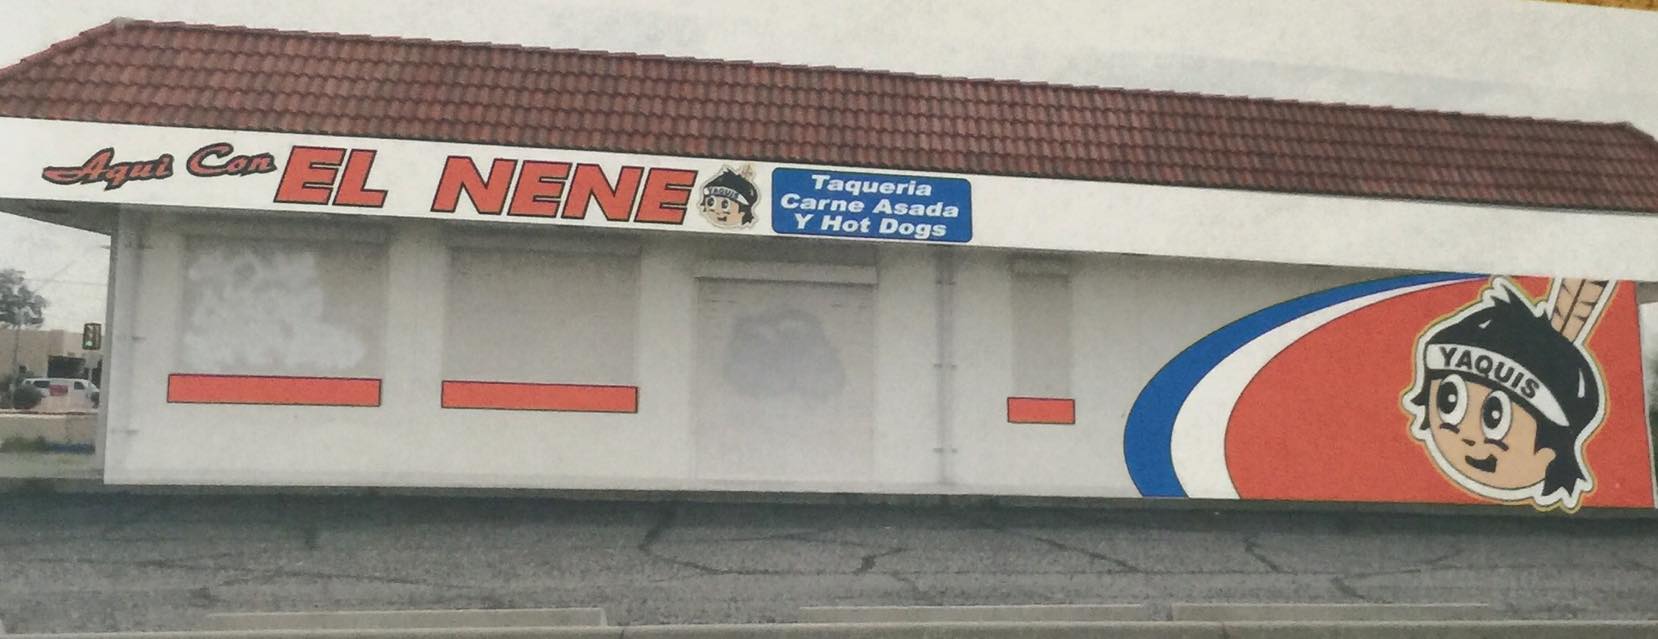 Aqui Con EL NENE
YAQUIS
Taqueria
Carne Asada
Y Hot Dogs
YAQUIS